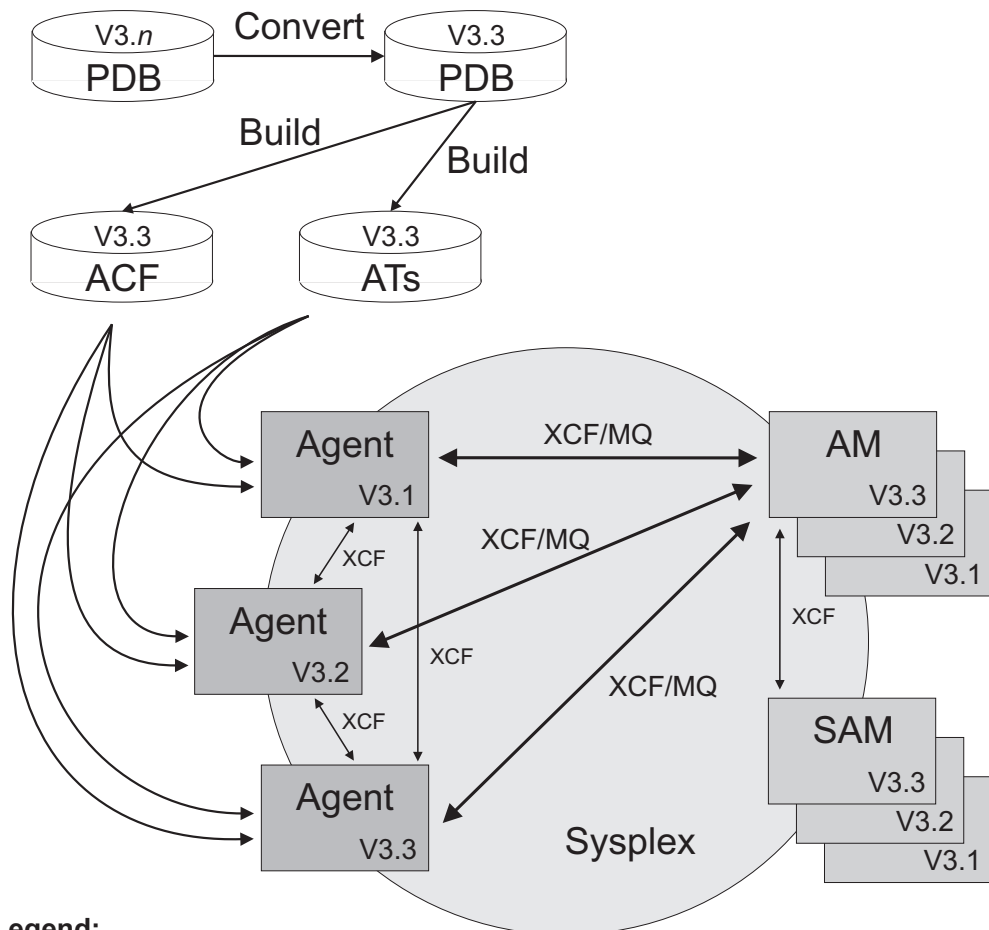 V3.n
PDB
Convert
V3.3
PDB
Build
Build
V3.3
ACF
V3.3
ATs
Agent
V3.1
XCF/MQ
AM
V3.3
V3.2
V3.1
XCF
XCF/MQ
Agent
V3.2
XCF
XCF
XCF/MQ
XCF
Agent
V3.3
SAM
V3.3
V3.2
V3.1
Sysplex
egend: